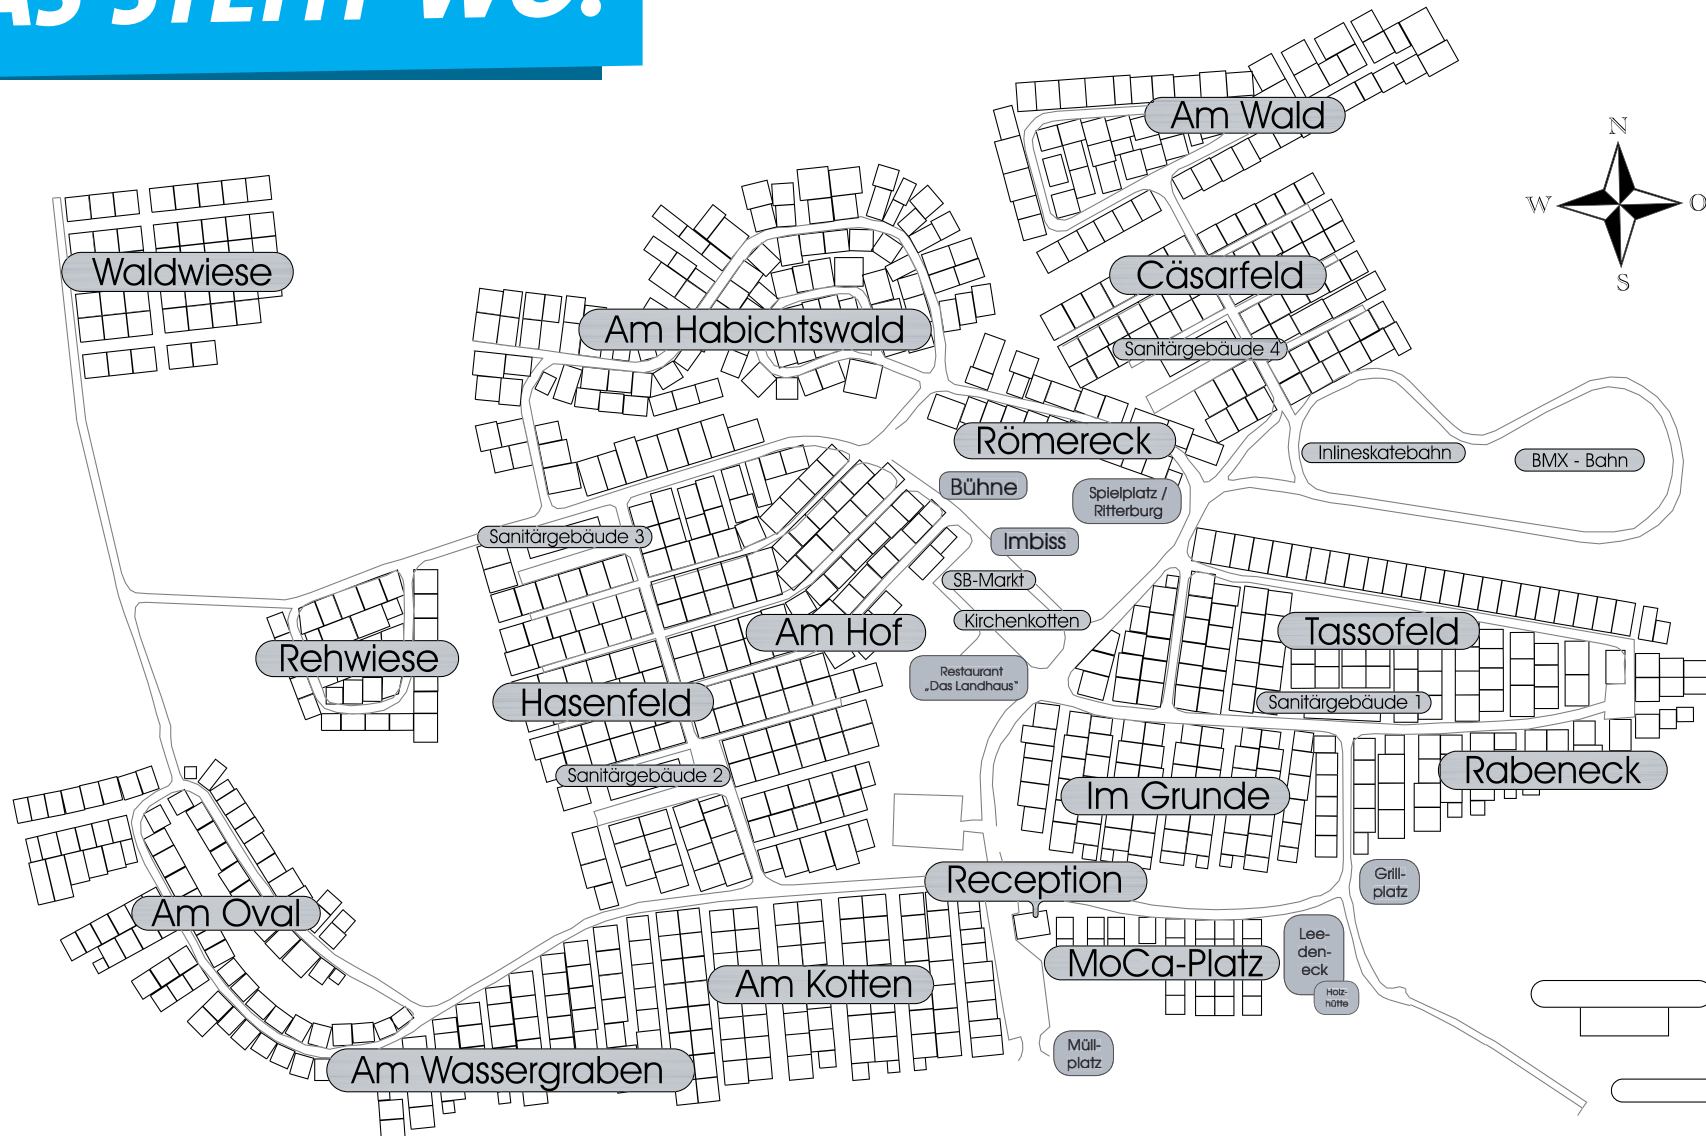 Am Wald
N
W
O
S
Waldwiese
Cäsarfeld
Am Habichtswald
Sanitärgebäude 4
Römereck
Inlineskatebahn
BMX - Bahn
Bühne
Spielplatz /
Ritterburg
Sanitärgebäude 3
Imbiss
SB-Markt
Kirchenkotten
Am Hof
Tassofeld
Rehwiese
Restaurant
„Das Landhaus“
Hasenfeld
Sanitärgebäude 1
Sanitärgebäude 2
Rabeneck
Im Grunde
Reception
Grill-
platz
Am Oval
Lee-
den-
eck
MoCa-Platz
Am Kotten
Holz-
hütte
Müll-
platz
Am Wassergraben